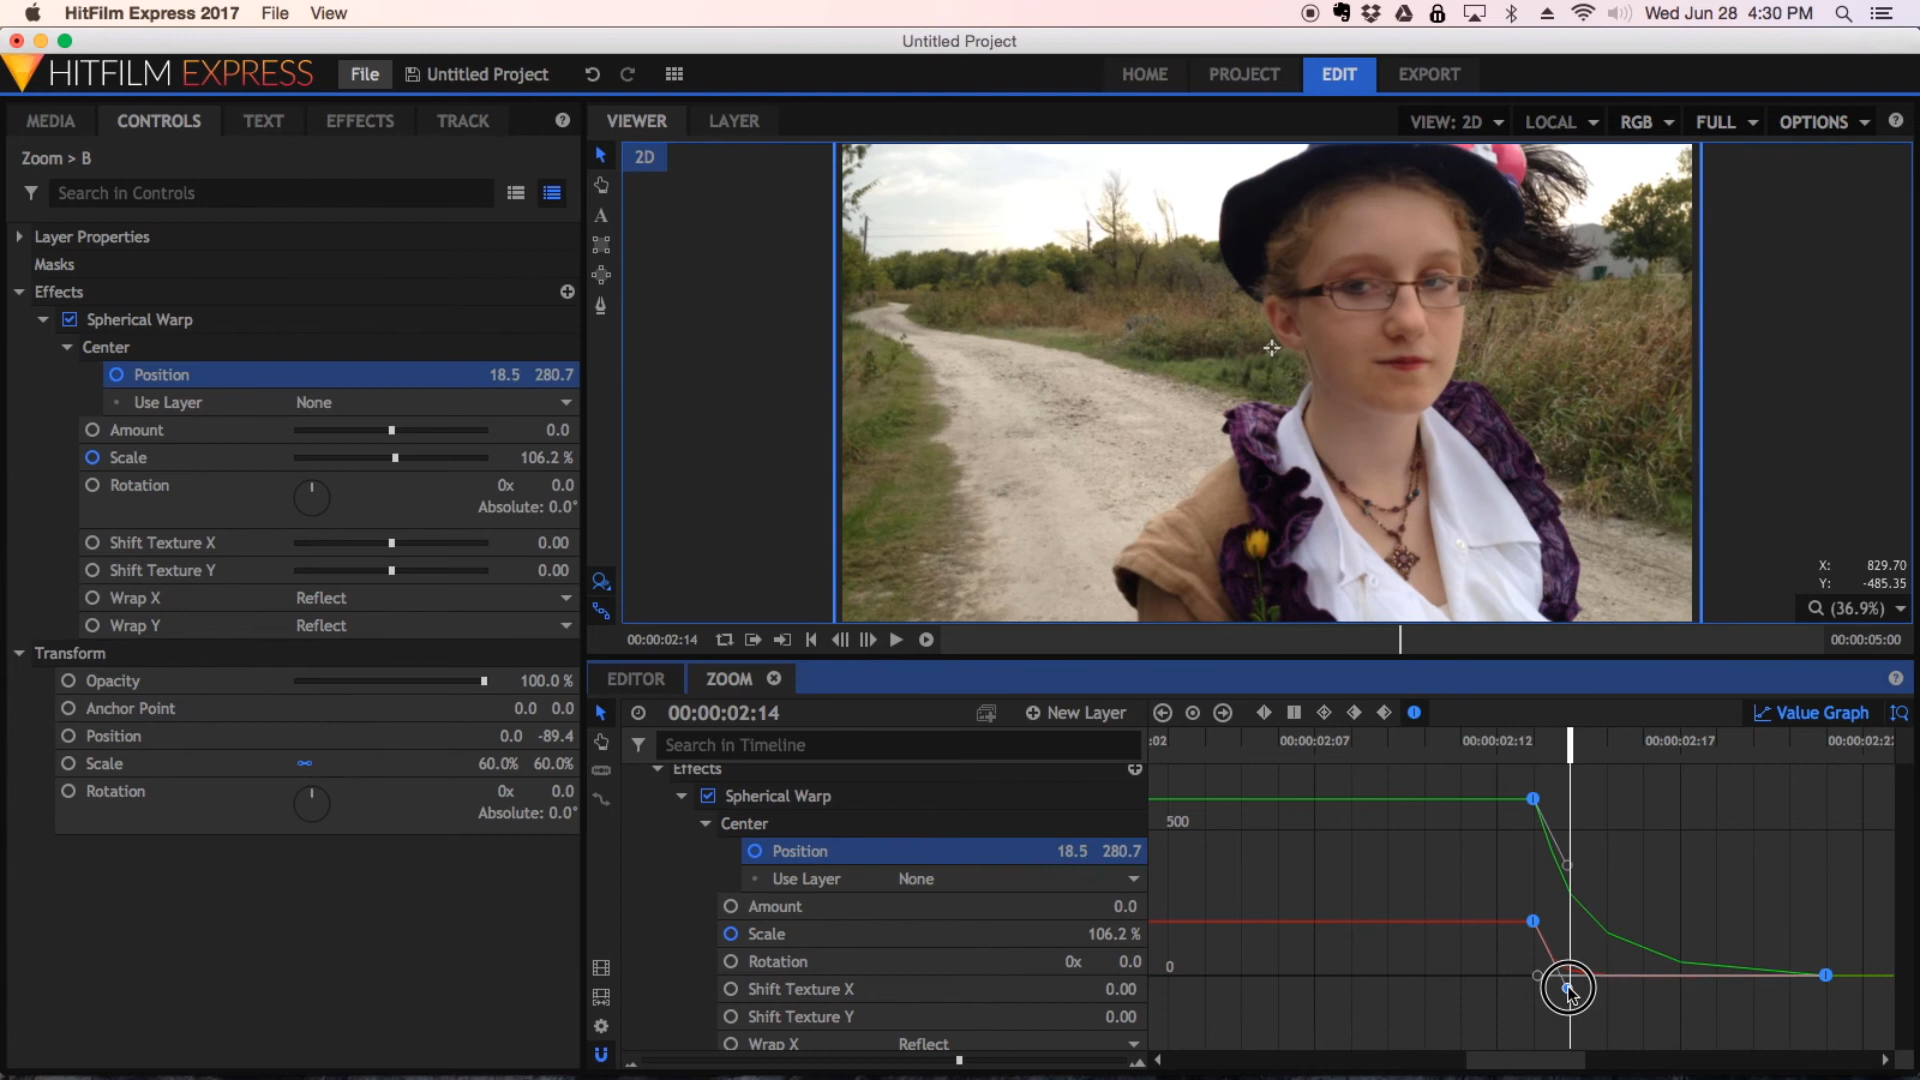 HitFilm Express 2017 File View Wed Jun 28 4:30 PM
Untitled Project
HITFILM EXPRESS File Untitled Project HOME PROJECT EDIT EXPORT
MEDIA CONTROLS TEXT EFFECTS TRACK
Zoom > B
Search in Controls
Layer Properties
Masks
Effects
Spherical Warp
Center
Position 18.5 280.7
Use Layer None
Amount 0.0
Scale 106.2 %
Rotation 0x 0.0
Absolute: 0.0°
Shift Texture X 0.00
Shift Texture Y 0.00
Wrap X Reflect
Wrap Y Reflect
Transform
Opacity 100.0 %
Anchor Point 0.0 0.0
Position 0.0 -89.4
Scale 60.0% 60.0%
Rotation 0x 0.0
Absolute: 0.0°
VIEWER LAYER VIEW: 2D LOCAL RGB FULL OPTIONS
2D
A
X: 829.70
Y: -485.35
(36.9%)
00:00:02:14 00:00:05:00
EDITOR ZOOM
00:00:02:14 New Layer Value Graph
Search in Timeline
:02 00:00:02:07 00:00:02:12 00:00:02:17 00:00:02:22
Effects
Spherical Warp
Center
Position 18.5 280.7
Use Layer None
Amount 0.0
Scale 106.2 %
Rotation 0x 0.0
Shift Texture X 0.00
Shift Texture Y 0.00
Wrap X Reflect
500
0